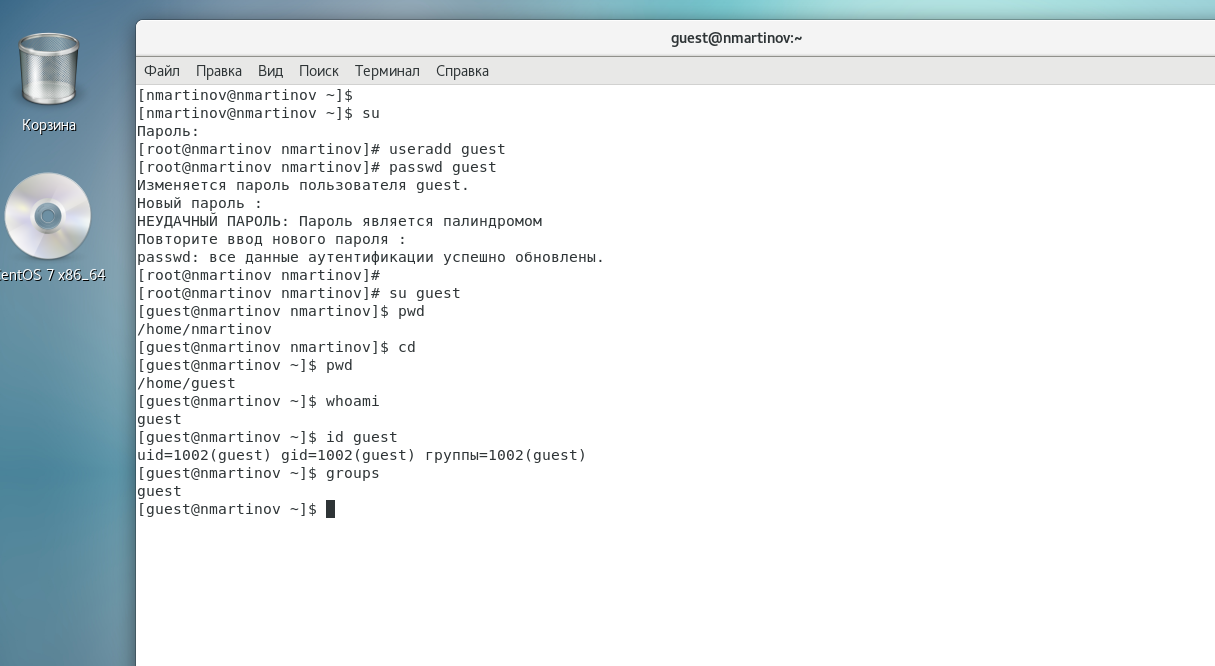 guest@nmartinov:~
Файл Правка Вид Поиск Терминал Справка
Корзина
entOS 7 x86_64
[nmartinov@nmartinov ~]$
[nmartinov@nmartinov ~]$ su
Пароль:
[root@nmartinov nmartinov]# useradd guest
[root@nmartinov nmartinov]# passwd guest
Изменяется пароль пользователя guest.
Новый пароль :
НЕУДАЧНЫЙ ПАРОЛЬ: Пароль является палиндромом
Повторите ввод нового пароля :
passwd: все данные аутентификации успешно обновлены.
[root@nmartinov nmartinov]#
[root@nmartinov nmartinov]# su guest
[guest@nmartinov nmartinov]$ pwd
/home/nmartinov
[guest@nmartinov nmartinov]$ cd
[guest@nmartinov ~]$ pwd
/home/guest
[guest@nmartinov ~]$ whoami
guest
[guest@nmartinov ~]$ id guest
uid=1002(guest) gid=1002(guest) группы=1002(guest)
[guest@nmartinov ~]$ groups
guest
[guest@nmartinov ~]$